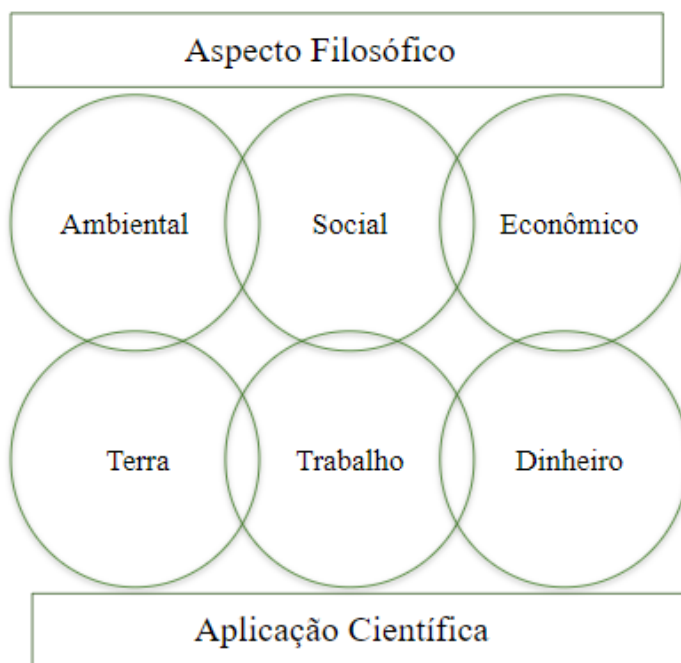 Aspecto Filosófico
Ambiental Social Econômico
Terra Trabalho Dinheiro
Aplicação Científica